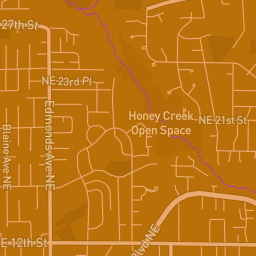 27th St
NE 23rd Pl
Honey Creek
Open Space
NE 21st St
Edmonds Ave NE
Blaine Ave NE
E 12th St
Blvd NE